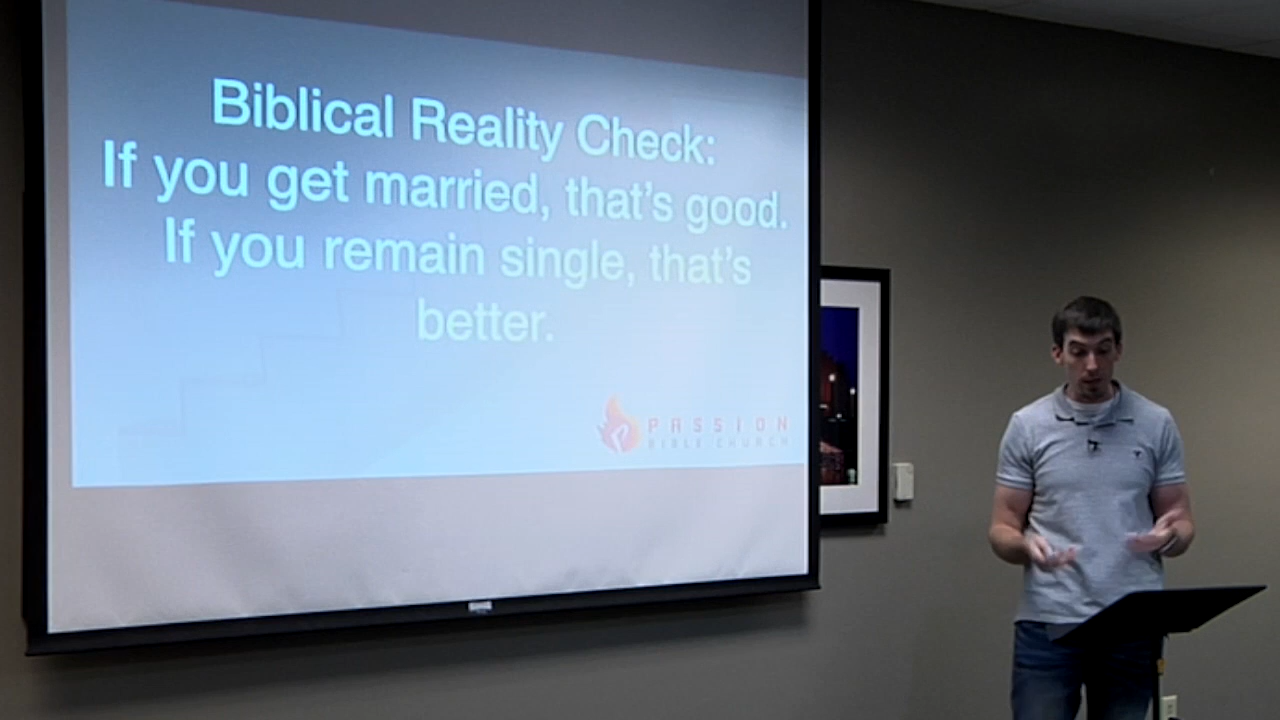 Biblical Reality Check:
If you get married, that's good.
If you remain single, that's
better.
PASSION
BIBLE CHURCH